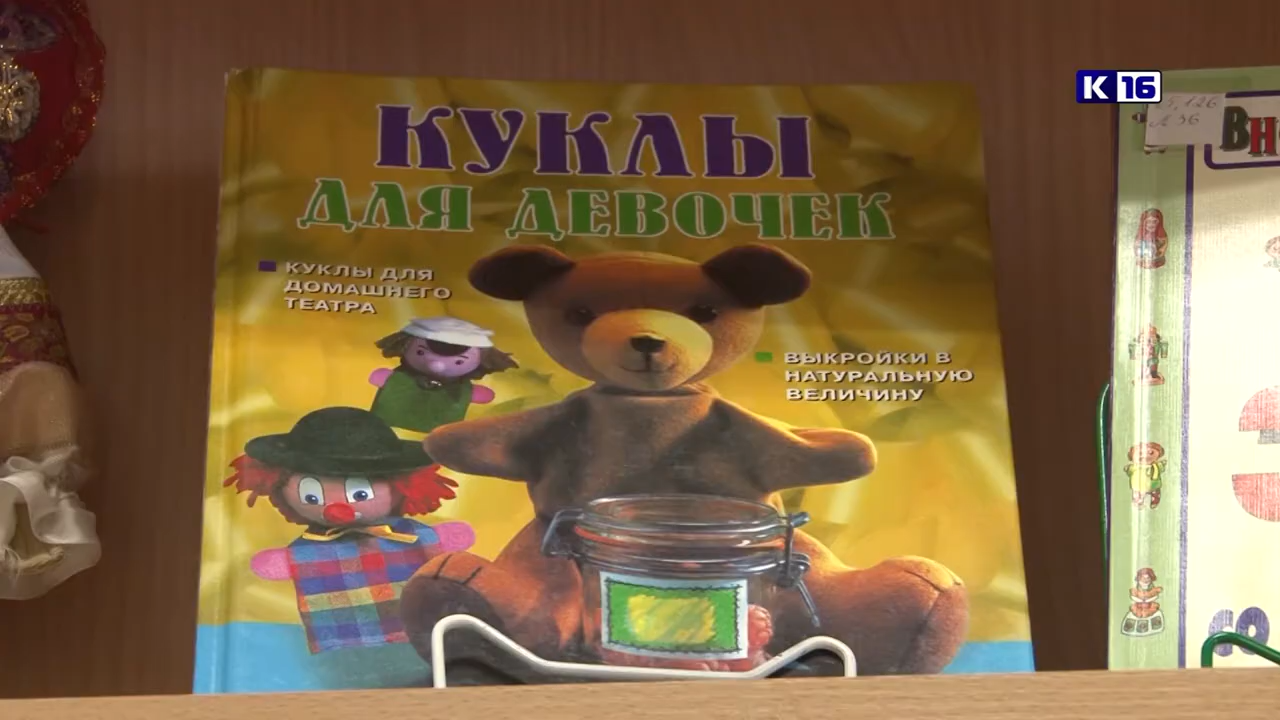 К 16
КУКЛЫ
ДЛЯ ДЕВОЧЕК
КУКЛЫ ДЛЯ
ДОМАШНЕГО
ТЕАТРА
ВЫКРОЙКИ В
НАТУРАЛЬНУЮ
ВЕЛИЧИНУ